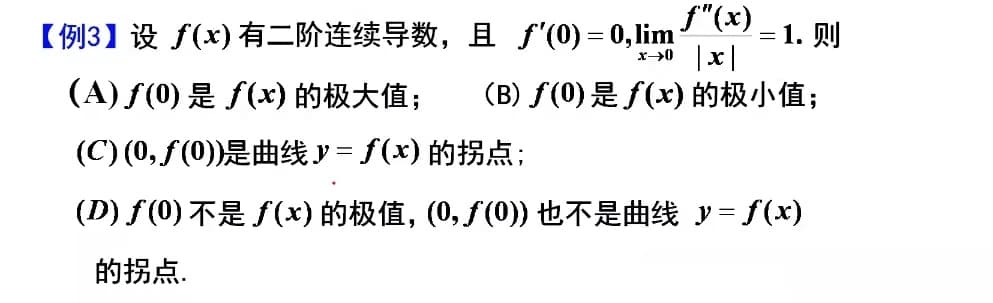 【例3】设 f(x) 有二阶连续导数，且 f′(0) = 0, lim_{x→0} f″(x)/|x| = 1. 则
(A) f(0) 是 f(x) 的极大值； (B) f(0) 是 f(x) 的极小值；
(C) (0, f(0))是曲线 y = f(x) 的拐点；
(D) f(0) 不是 f(x) 的极值，(0, f(0)) 也不是曲线 y = f(x)
的拐点.